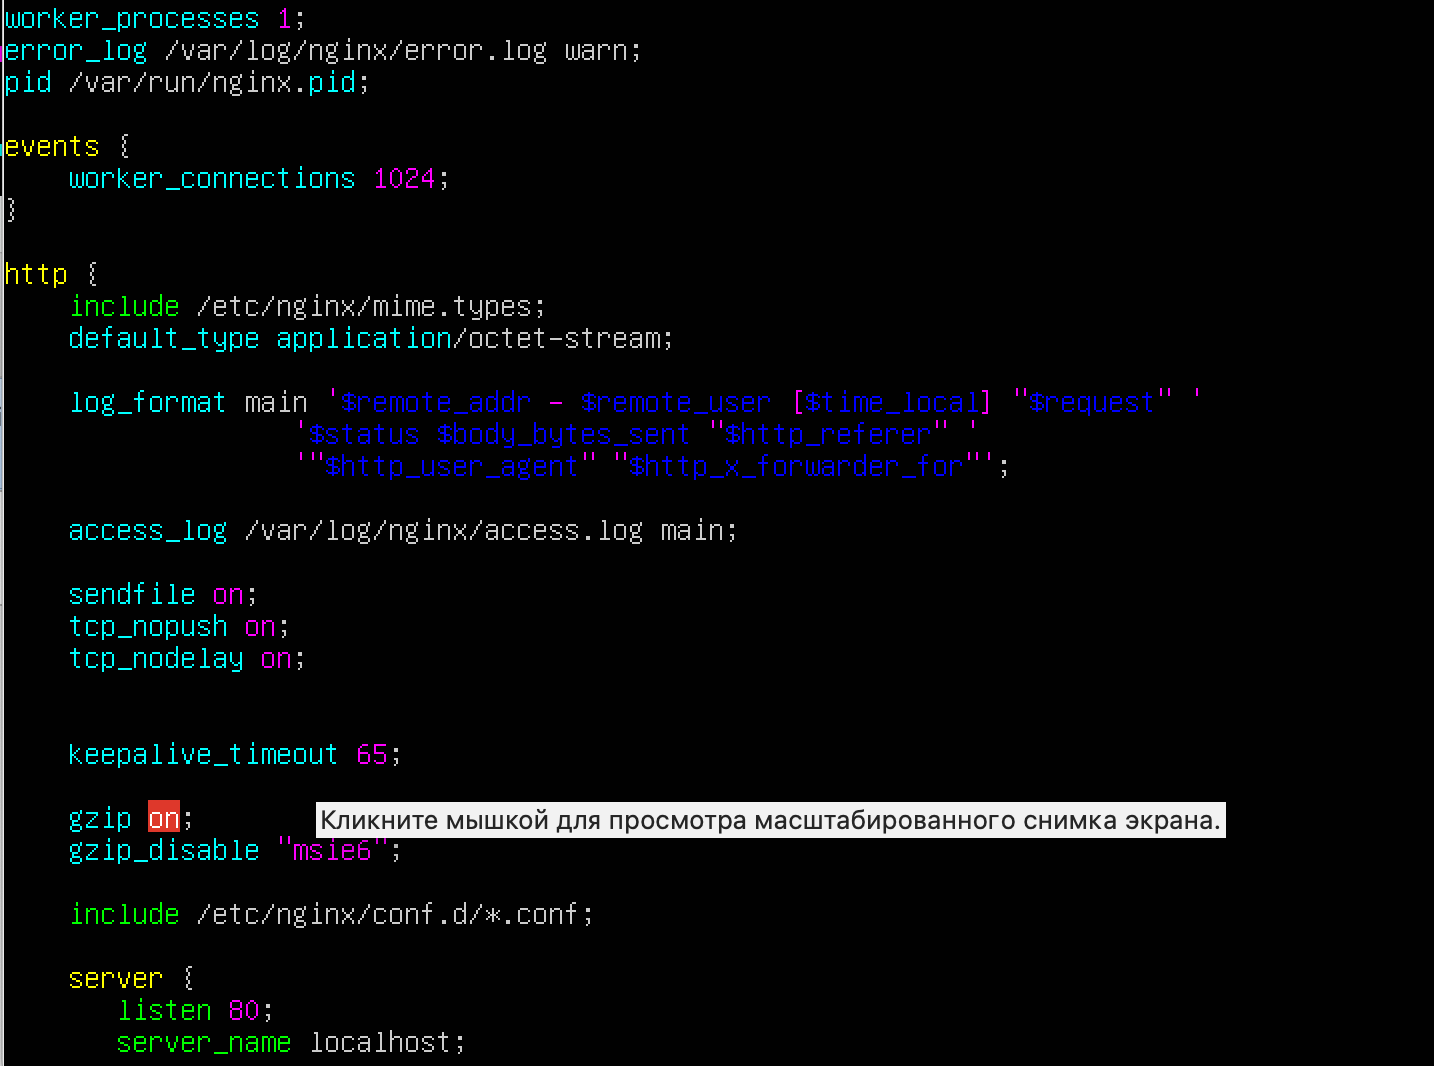 worker_processes 1;
error_log /var/log/nginx/error.log warn;
pid /var/run/nginx.pid;
events {
    worker_connections 1024;
}
http {
    include /etc/nginx/mime.types;
    default_type application/octet-stream;
    log_format main '$remote_addr - $remote_user [$time_local] "$request" '
                  '$status $body_bytes_sent "$http_referer" '
                  '"$http_user_agent" "$http_x_forwarder_for"';
    access_log /var/log/nginx/access.log main;
    sendfile on;
    tcp_nopush on;
    tcp_nodelay on;
    keepalive_timeout 65;
    gzip on;
Кликните мышкой для просмотра масштабированного снимка экрана.
    gzip_disable "msie6";
    include /etc/nginx/conf.d/*.conf;
    server {
       listen 80;
       server_name localhost;